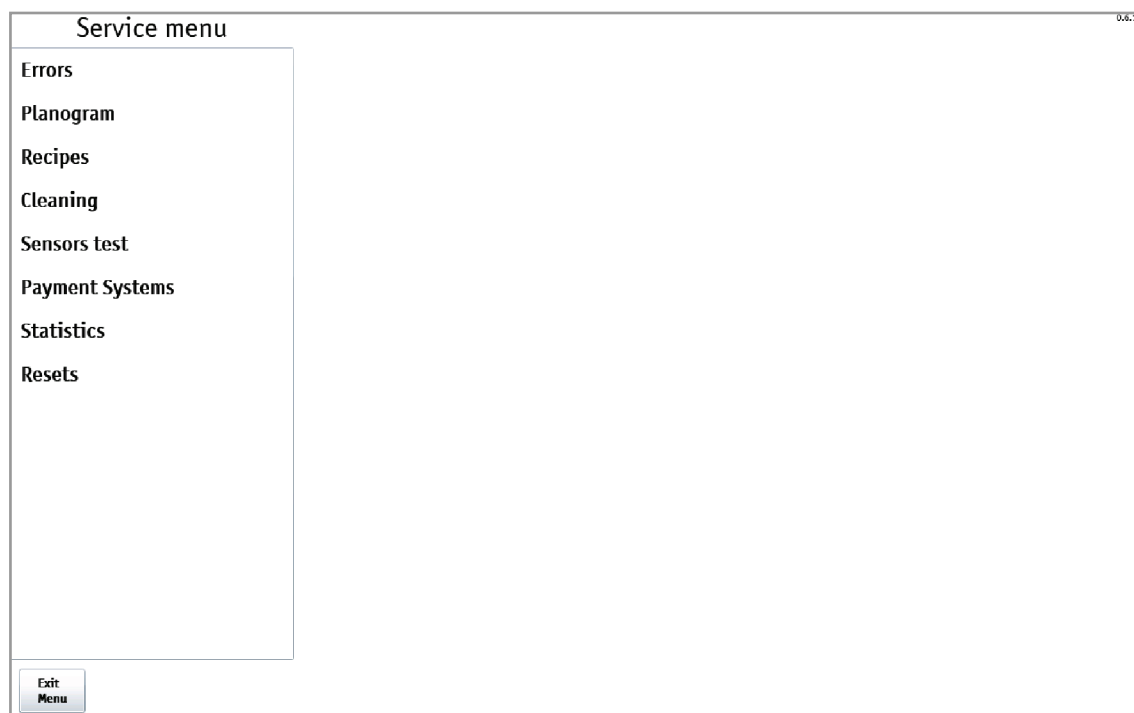 Service menu
Errors
Planogram
Recipes
Cleaning
Sensors test
Payment Systems
Statistics
Resets
Exit
Menu